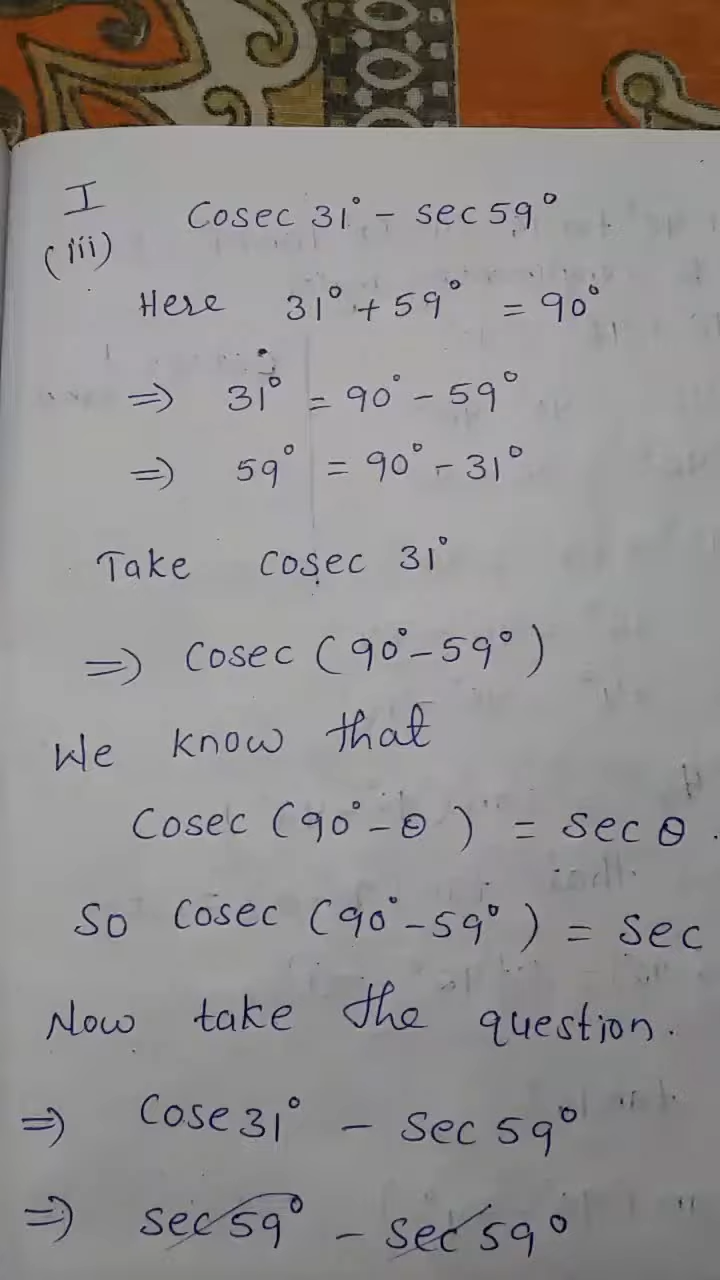 I
(iii) Cosec 31° - sec 59°
Here 31° + 59° = 90°
⇒ 31° = 90° - 59°
⇒ 59° = 90° - 31°
Take cosec 31°
⇒ cosec (90° - 59°)
We know that
Cosec (90° - θ) = sec θ.
So cosec (90° - 59°) = sec
Now take the question.
⇒ Cose 31° - sec 59°
⇒ sec 59° - sec 59°